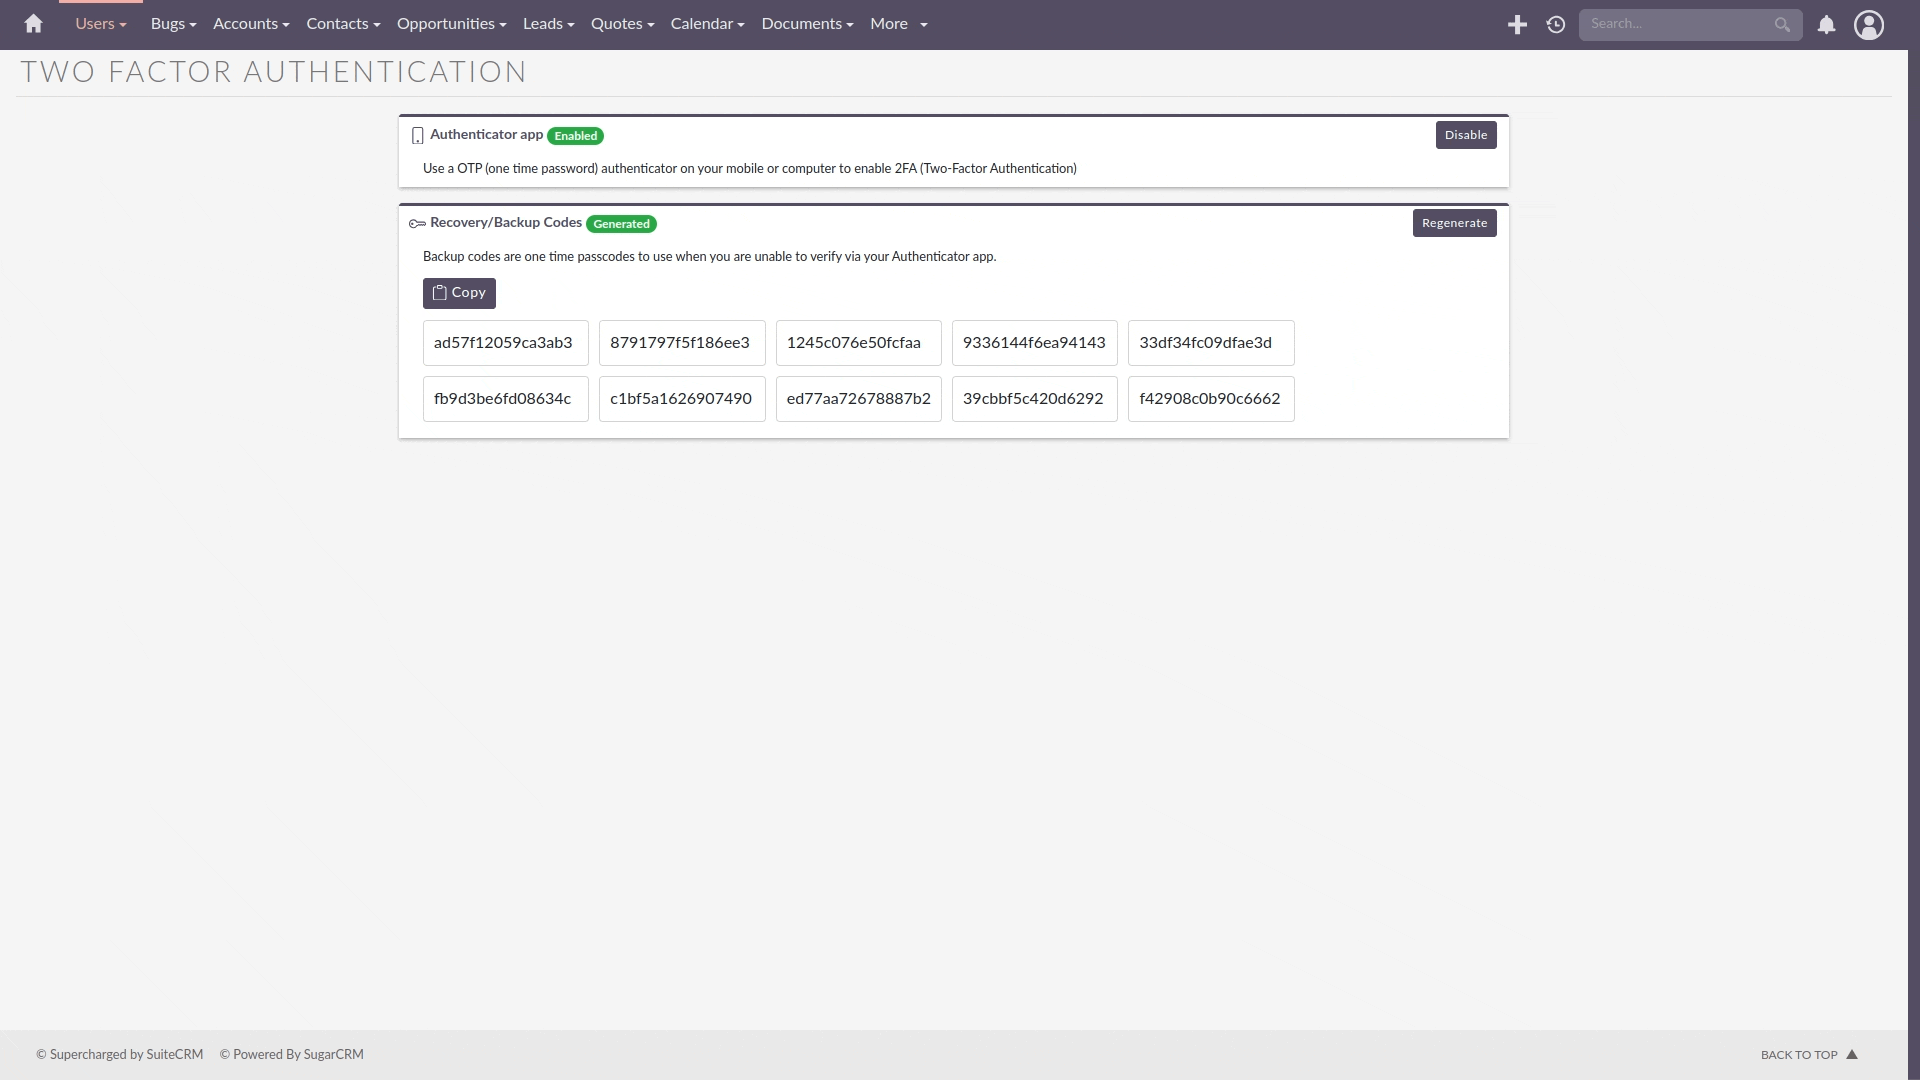 Users Bugs Accounts Contacts Opportunities Leads Quotes Calendar Documents More Search...
TWO FACTOR AUTHENTICATION
Authenticator app Enabled Disable
Use a OTP (one time password) authenticator on your mobile or computer to enable 2FA (Two-Factor Authentication)
Recovery/Backup Codes Generated Regenerate
Backup codes are one time passcodes to use when you are unable to verify via your Authenticator app.
Copy
ad57f12059ca3ab3 8791797f5f186ee3 1245c076e50fcfaa 9336144f6ea94143 33df34fc09dfae3d
fb9d3be6fd08634c c1bf5a1626907490 ed77aa72678887b2 39cbbf5c420d6292 f42908c0b90c6662
© Supercharged by SuiteCRM © Powered By SugarCRM BACK TO TOP